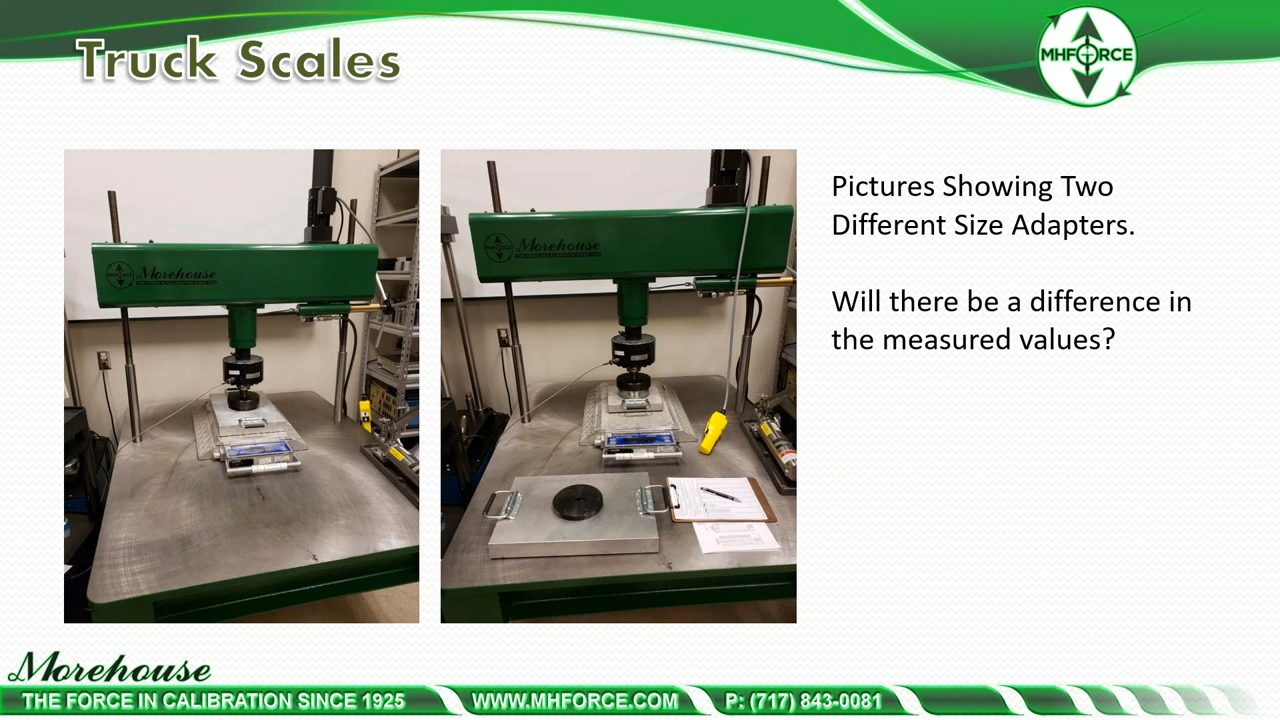 Truck Scales
MHFORCE
Morehouse
Morehouse
Pictures Showing Two
Different Size Adapters.
Will there be a difference in
the measured values?
Morehouse
THE FORCE IN CALIBRATION SINCE 1925
WWW.MHFORCE.COM
P: (717) 843-0081